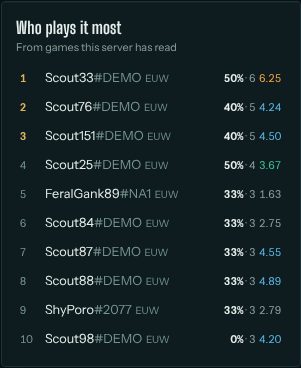 Who plays it most
From games this server has read
1 Scout33#DEMO EUW 50% · 6 6.25
2 Scout76#DEMO EUW 40% · 5 4.24
3 Scout151#DEMO EUW 40% · 5 4.50
4 Scout25#DEMO EUW 50% · 4 3.67
5 FeralGank89#NA1 EUW 33% · 3 1.63
6 Scout84#DEMO EUW 33% · 3 2.75
7 Scout87#DEMO EUW 33% · 3 4.55
8 Scout88#DEMO EUW 33% · 3 4.89
9 ShyPoro#2077 EUW 33% · 3 2.79
10 Scout98#DEMO EUW 0% · 3 4.20